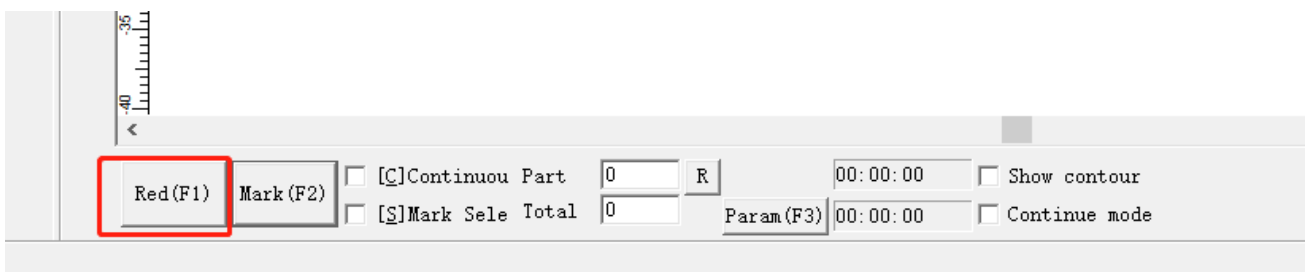 -35
-40
<
Red(F1) Mark(F2) [C]Continuou Part 0 R 00:00:00 Show contour
[S]Mark Sele Total 0 Param(F3) 00:00:00 Continue mode